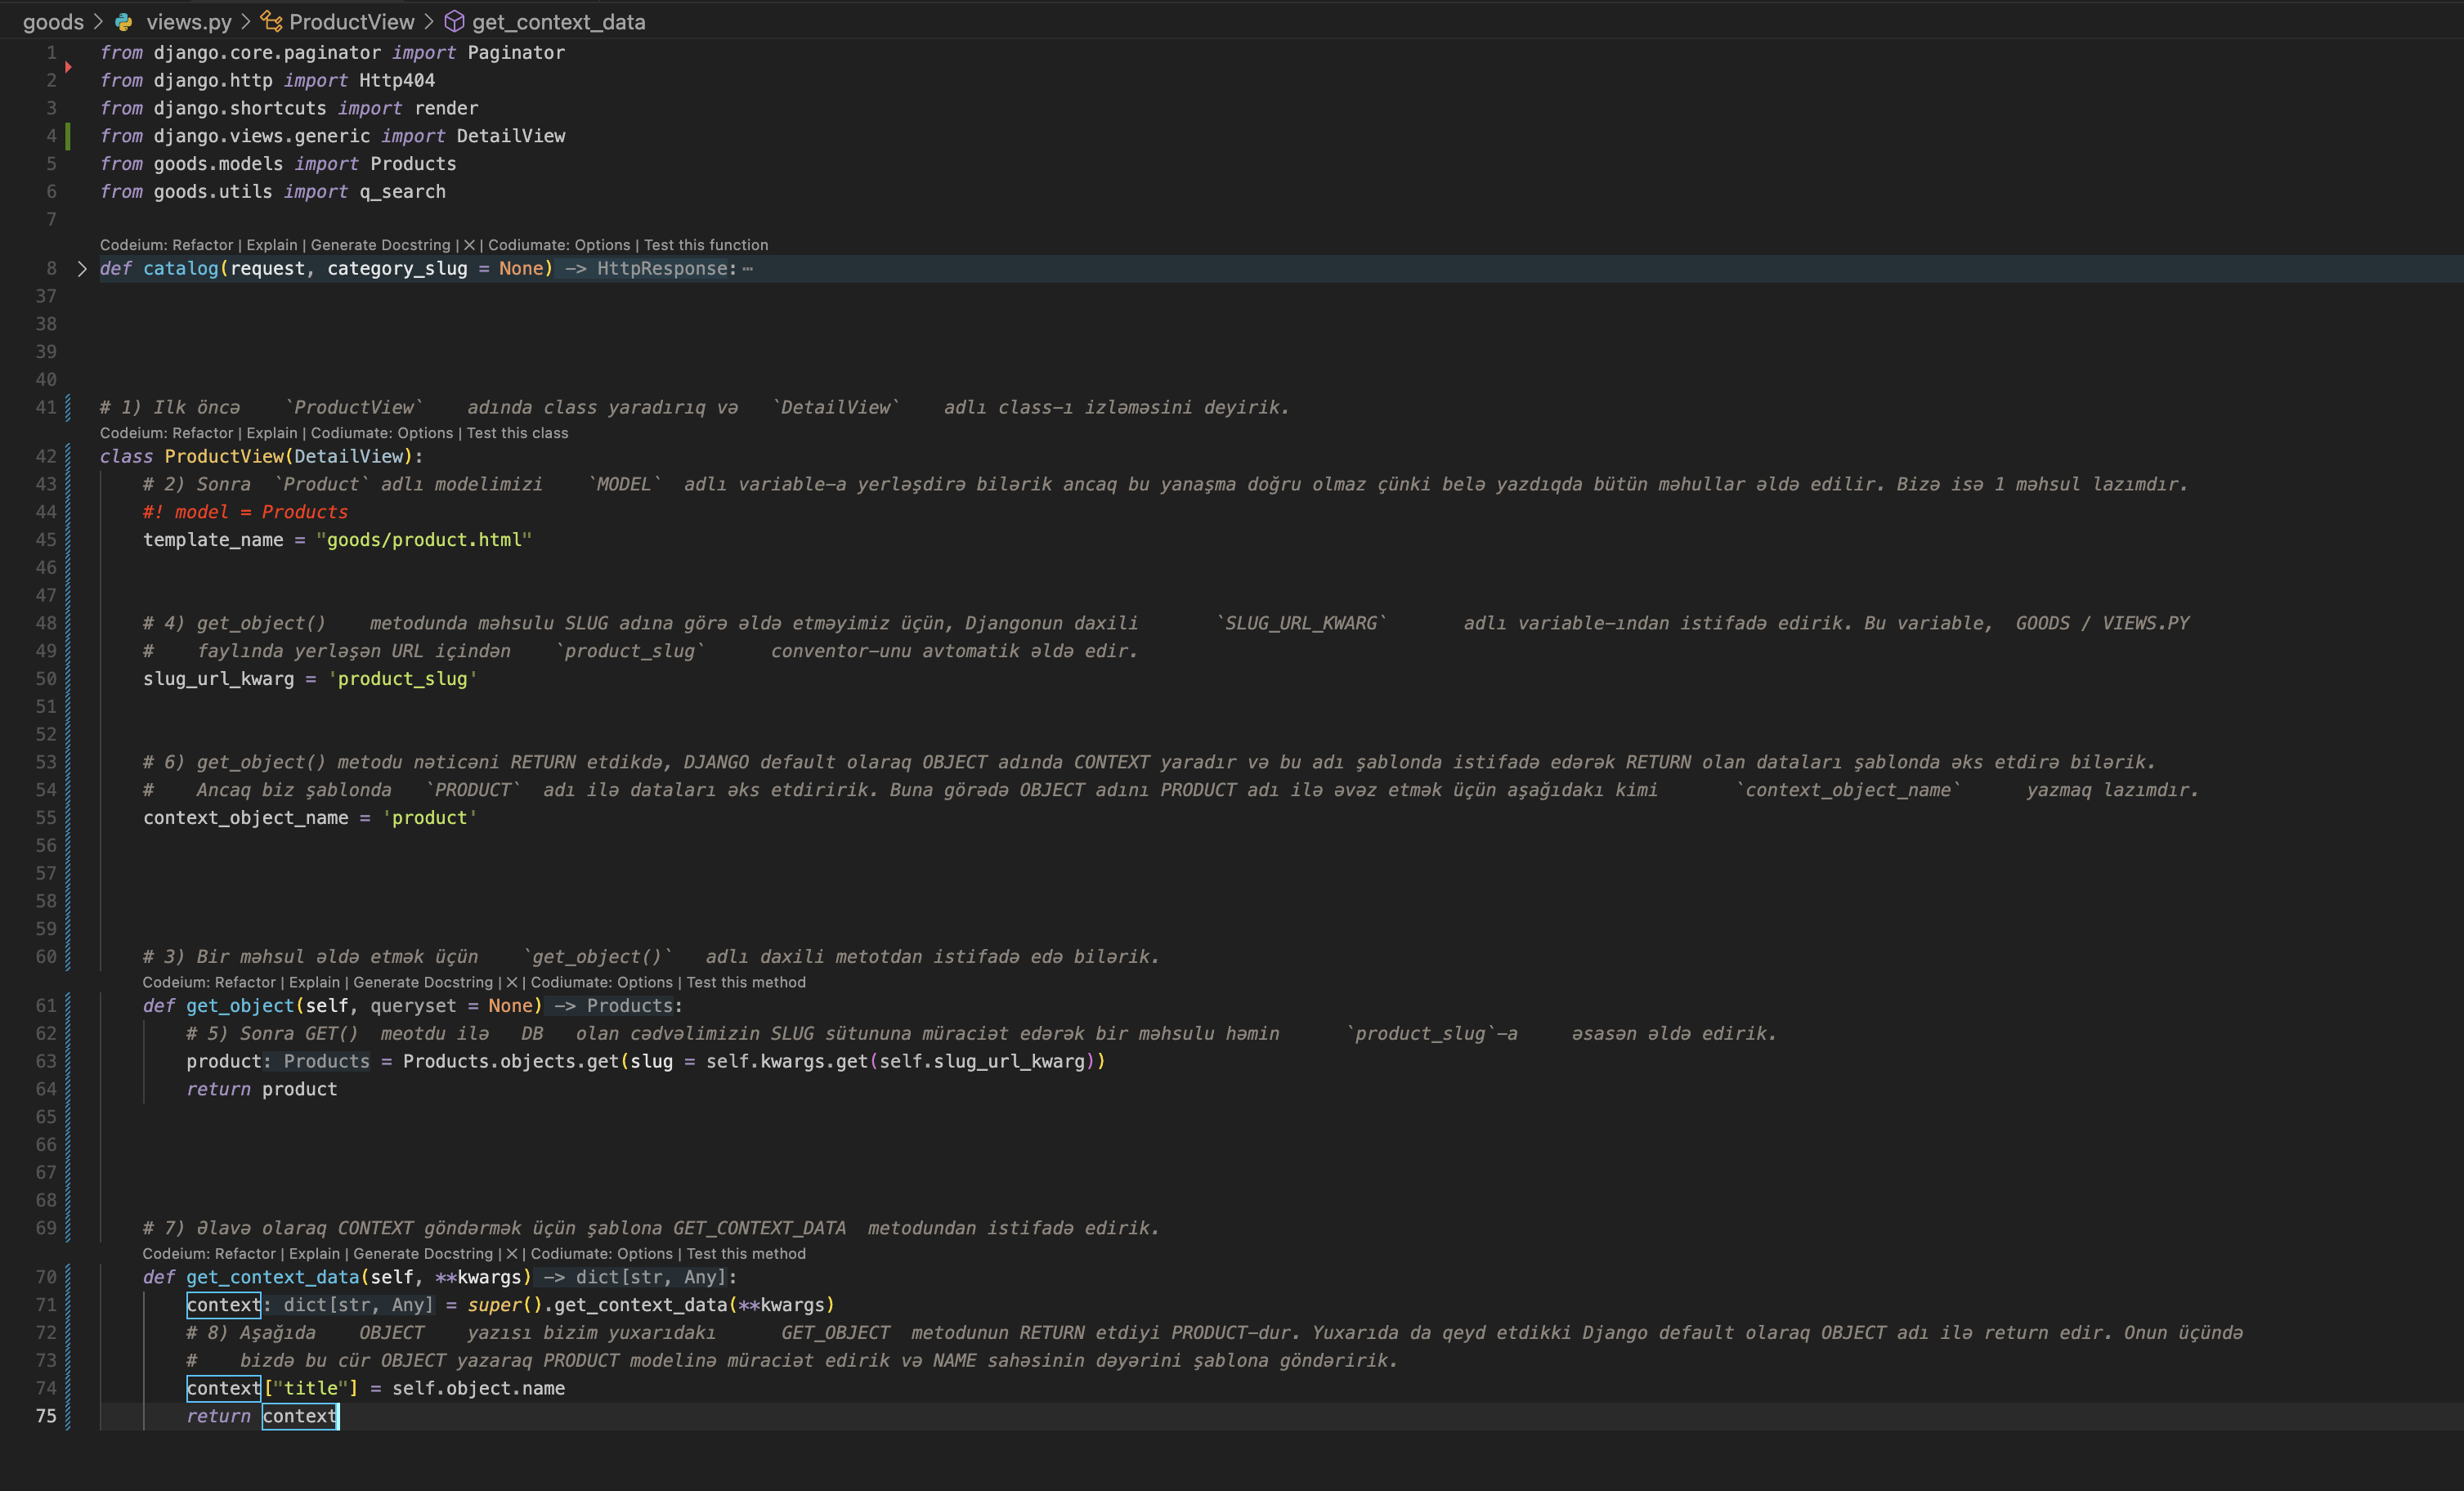 goods > views.py > ProductView > get_context_data
1 from django.core.paginator import Paginator
2 from django.http import Http404
3 from django.shortcuts import render
4 from django.views.generic import DetailView
5 from goods.models import Products
6 from goods.utils import q_search
7
Codeium: Refactor | Explain | Generate Docstring | X | Codiumate: Options | Test this function
8 def catalog(request, category_slug = None) -> HttpResponse: ⋯
37
38
39
40
41 # 1) Ilk öncə `ProductView` adında class yaradırıq və `DetailView` adlı class-ı izləməsini deyirik.
Codeium: Refactor | Explain | Codiumate: Options | Test this class
42 class ProductView(DetailView):
43 # 2) Sonra `Product` adlı modelimizi `MODEL` adlı variable-a yerləşdirə bilərik ancaq bu yanaşma doğru olmaz çünki belə yazdıqda bütün məhullar əldə edilir. Bizə isə 1 məhsul lazımdır.
44 #! model = Products
45 template_name = "goods/product.html"
46
47
48 # 4) get_object() metodunda məhsulu SLUG adına görə əldə etməyimiz üçün, Djangonun daxili `SLUG_URL_KWARG` adlı variable-ından istifadə edirik. Bu variable, GOODS / VIEWS.PY
49 # faylında yerləşən URL içindən `product_slug` conventor-unu avtomatik əldə edir.
50 slug_url_kwarg = 'product_slug'
51
52
53 # 6) get_object() metodu nəticəni RETURN etdikdə, DJANGO default olaraq OBJECT adında CONTEXT yaradır və bu adı şablonda istifadə edərək RETURN olan dataları şablonda əks etdirə bilərik.
54 # Ancaq biz şablonda `PRODUCT` adı ilə dataları əks etdiririk. Buna görədə OBJECT adını PRODUCT adı ilə əvəz etmək üçün aşağıdakı kimi `context_object_name` yazmaq lazımdır.
55 context_object_name = 'product'
56
57
58
59
60 # 3) Bir məhsul əldə etmək üçün `get_object()` adlı daxili metotdan istifadə edə bilərik.
Codeium: Refactor | Explain | Generate Docstring | X | Codiumate: Options | Test this method
61 def get_object(self, queryset = None) -> Products:
62 # 5) Sonra GET() meotdu ilə DB olan cədvəlimizin SLUG sütununa müraciət edərək bir məhsulu həmin `product_slug`-a əsasən əldə edirik.
63 product: Products = Products.objects.get(slug = self.kwargs.get(self.slug_url_kwarg))
64 return product
65
66
67
68
69 # 7) Əlavə olaraq CONTEXT göndərmək üçün şablona GET_CONTEXT_DATA metodundan istifadə edirik.
Codeium: Refactor | Explain | Generate Docstring | X | Codiumate: Options | Test this method
70 def get_context_data(self, **kwargs) -> dict[str, Any]:
71 context: dict[str, Any] = super().get_context_data(**kwargs)
72 # 8) Aşağıda OBJECT yazısı bizim yuxarıdakı GET_OBJECT metodunun RETURN etdiyi PRODUCT-dur. Yuxarıda da qeyd etdikki Django default olaraq OBJECT adı ilə return edir. Onun üçündə
73 # bizdə bu cür OBJECT yazaraq PRODUCT modelinə müraciət edirik və NAME sahəsinin dəyərini şablona göndəririk.
74 context["title"] = self.object.name
75 return context